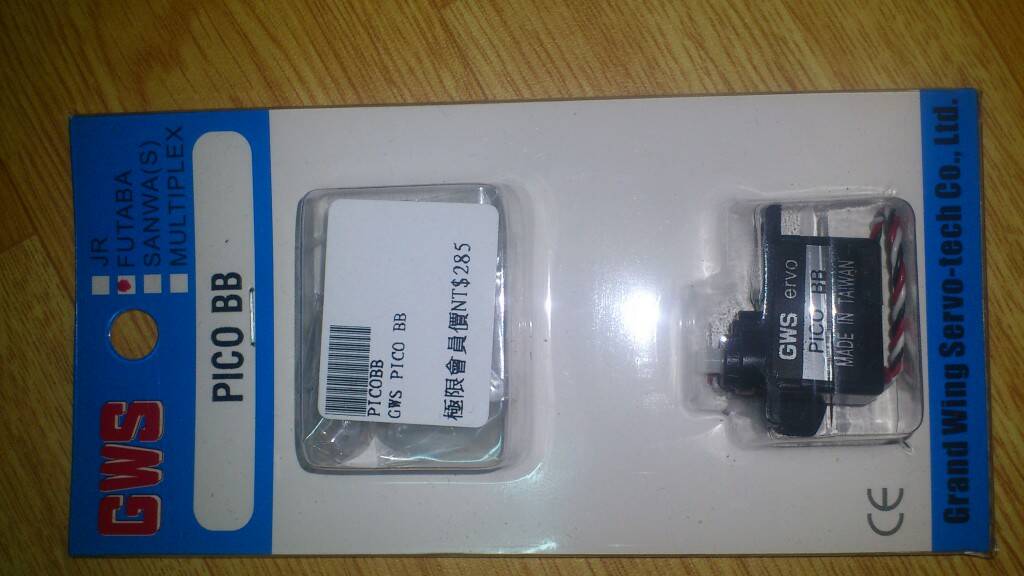 GWS
JR
FUTABA
SANWA(S)
MULTIPLEX
PICO BB
PICOBB
GWS PICO BB
極限會員價NT$285
GWS ervo
PICO BB
MADE IN TAIWAN
CE
Grand Wing Servo-tech Co., Ltd.